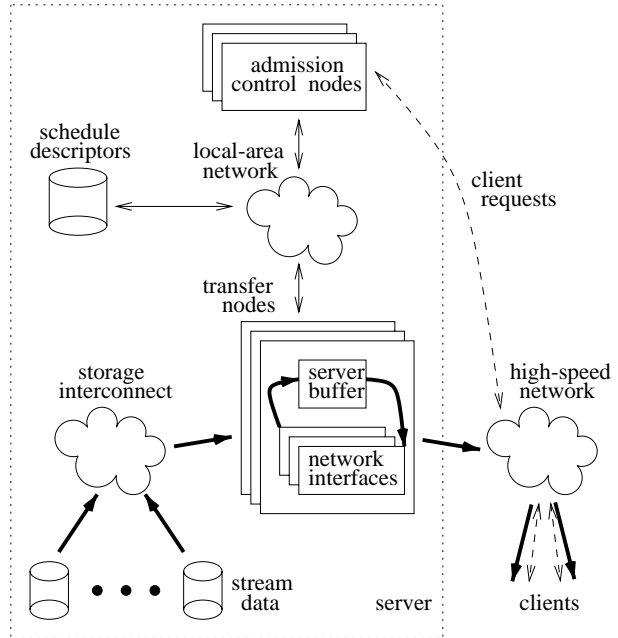 admission
control nodes
schedule
descriptors
local-area
network
client
requests
transfer
nodes
storage
interconnect
server
buffer
high-speed
network
network
interfaces
stream
data
server
clients